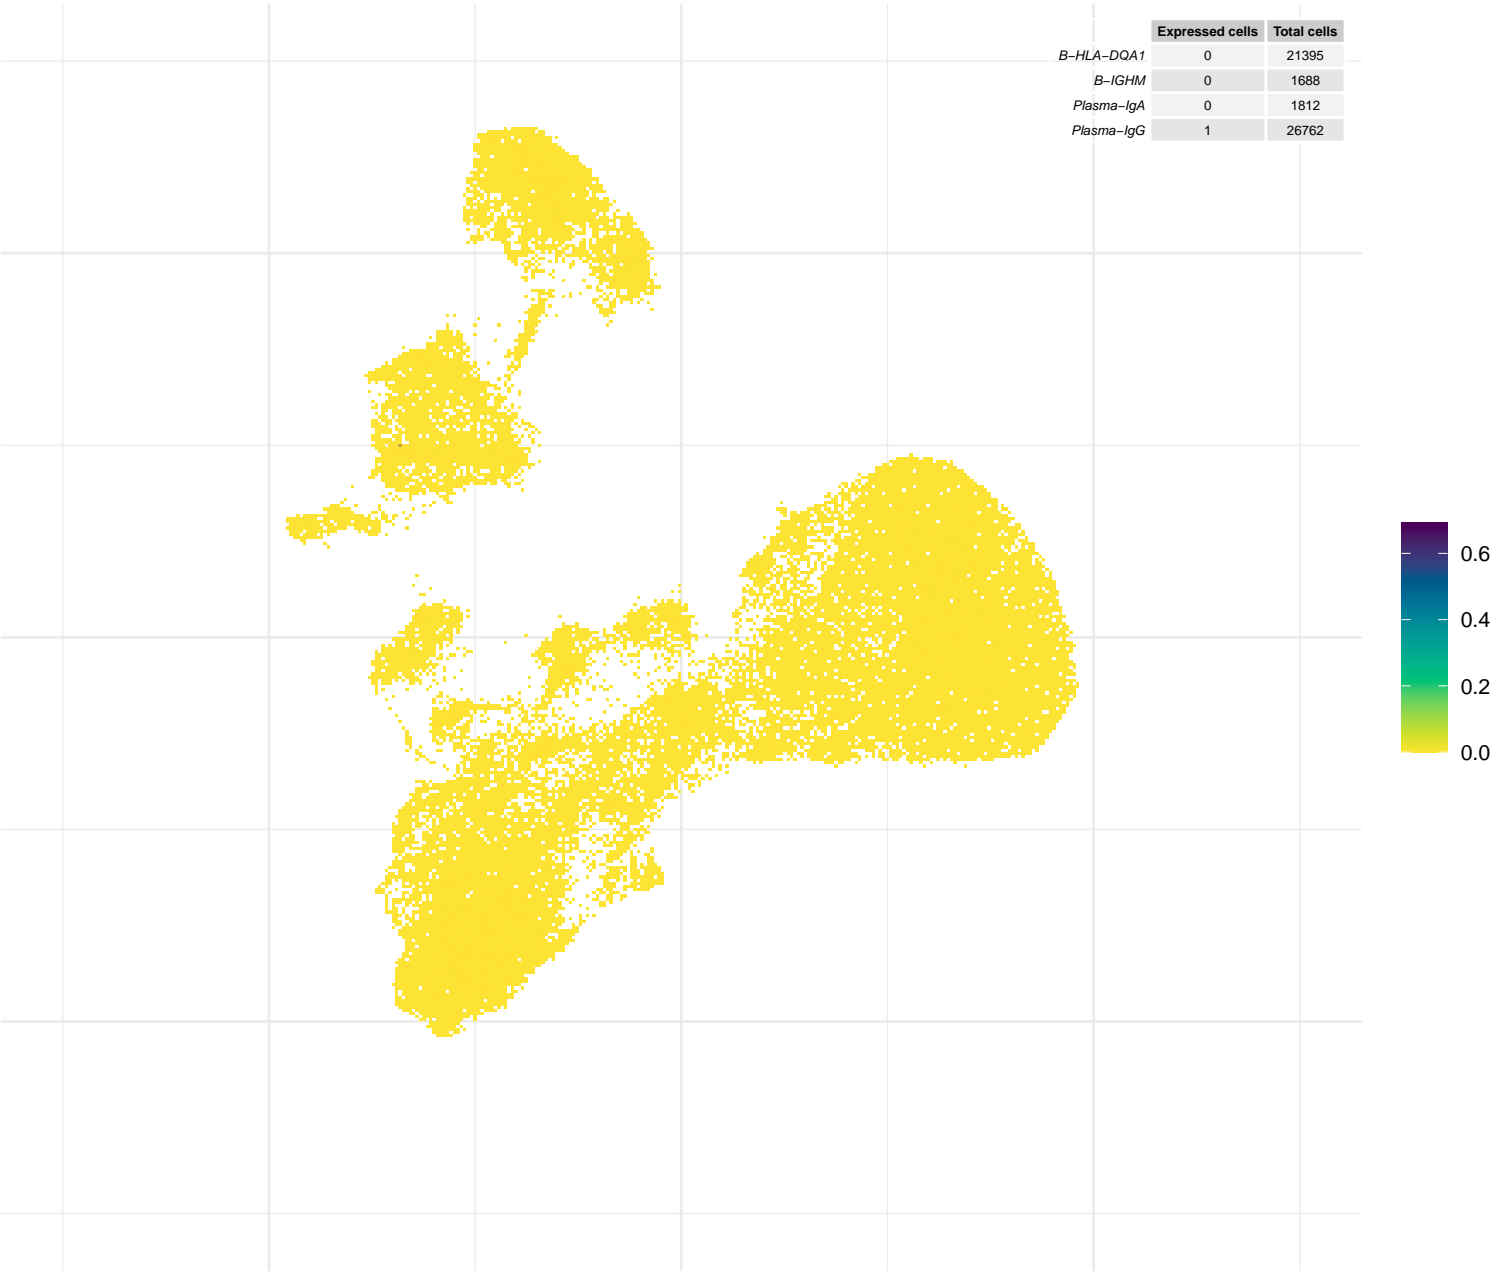 Expressed cells Total cells
B−HLA−DQA1 0 21395
B−IGHM 0 1688
Plasma−IgA 0 1812
Plasma−IgG 1 26762
0.6
0.4
0.2
0.0